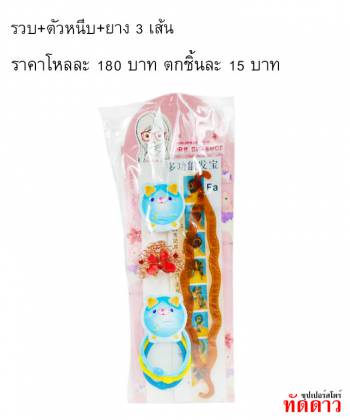 รวบ+ตัวหนีบ+ยาง 3 เส้น
ราคาโหลละ 180 บาท ตกชิ้นละ 15 บาท
Fa
ซุปเปอร์สโตร์
ทัดดาว